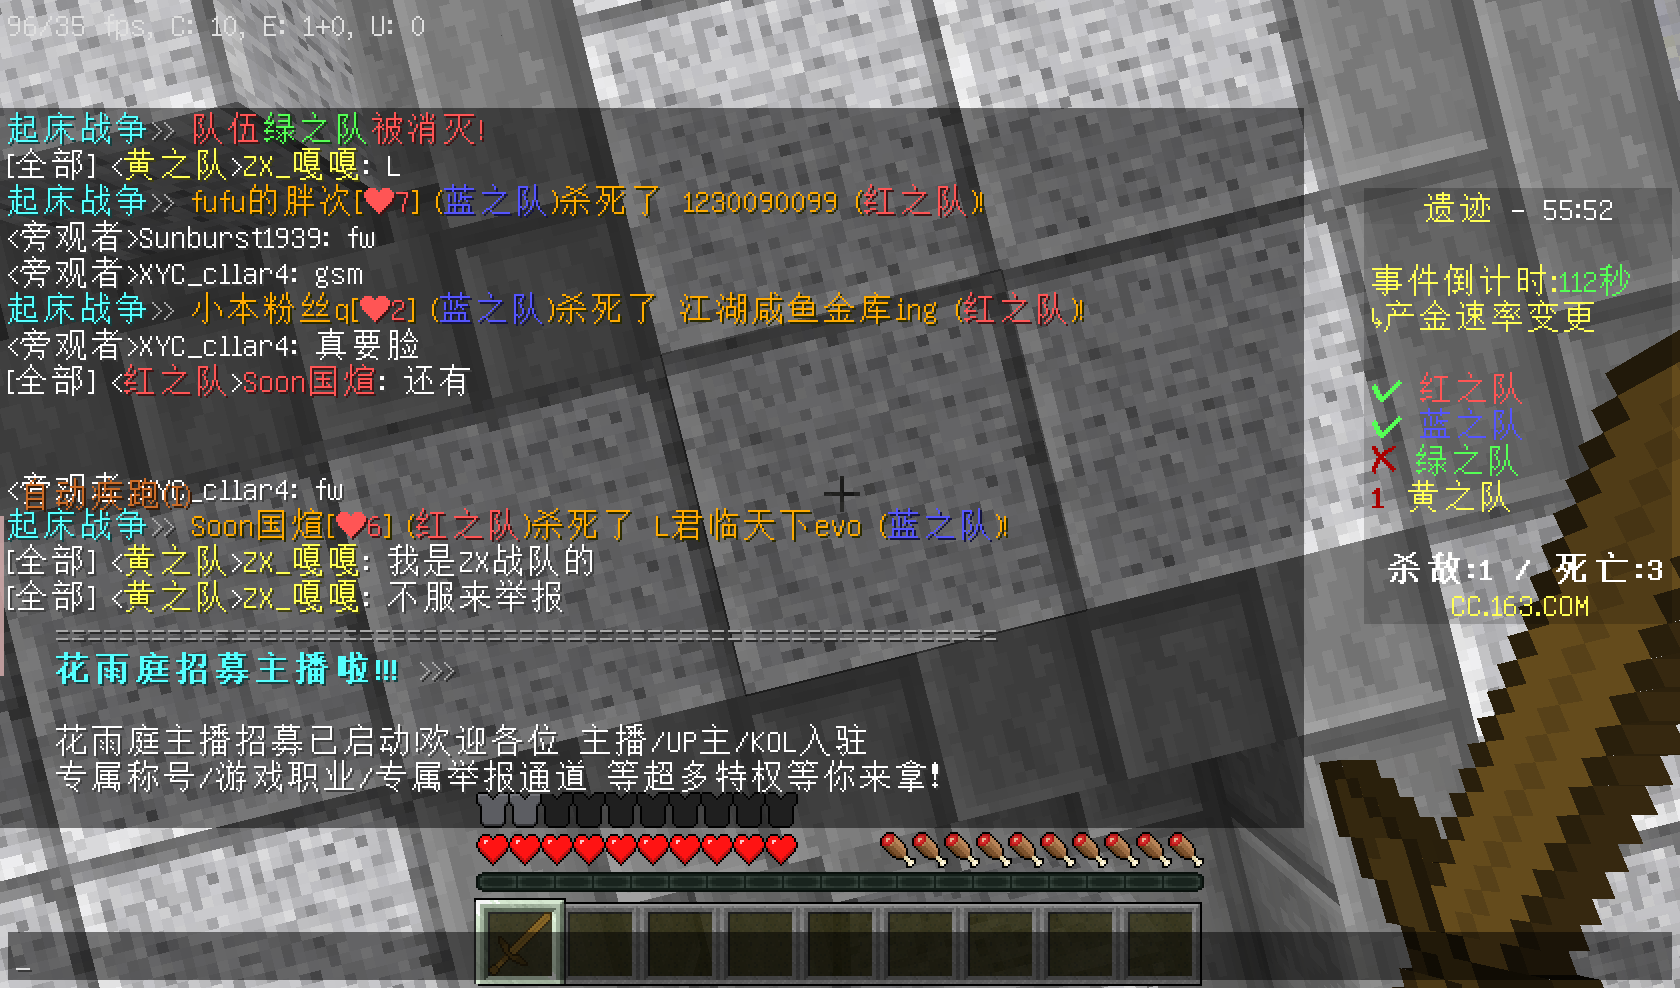 96/35 fps, C: 10, E: 1+0, U: 0
起床战争>> 队伍绿之队被消灭!
[全部] <黄之队>ZX_嘎嘎: L
起床战争>> fufu的胖次[♥7] (蓝之队)杀死了 1230090099 (红之队)!
<旁观者>Sunburst1939: fw
<旁观者>XYC_cllar4: gsm
起床战争>> 小本粉丝q[♥2] (蓝之队)杀死了 江湖咸鱼金库ing (红之队)!
<旁观者>XYC_cllar4: 真要脸
[全部] <红之队>Soon国煊: 还有
<旁观者>XYC_cllar4: fw
自动疾跑(I)
起床战争>> Soon国煊[♥6] (红之队)杀死了 L君临天下evo (蓝之队)!
[全部] <黄之队>ZX_嘎嘎: 我是ZX战队的
[全部] <黄之队>ZX_嘎嘎: 不服来举报
花雨庭招募主播啦!!! >>>
花雨庭主播招募已启动!欢迎各位 主播/UP主/KOL入驻
专属称号/游戏职业/专属举报通道 等超多特权等你来拿!
遗迹 - 55:52
事件倒计时:112秒
↳产金速率变更
✓ 红之队
✓ 蓝之队
✗ 绿之队
1 黄之队
杀敌:1 / 死亡:3
CC.163.COM
_